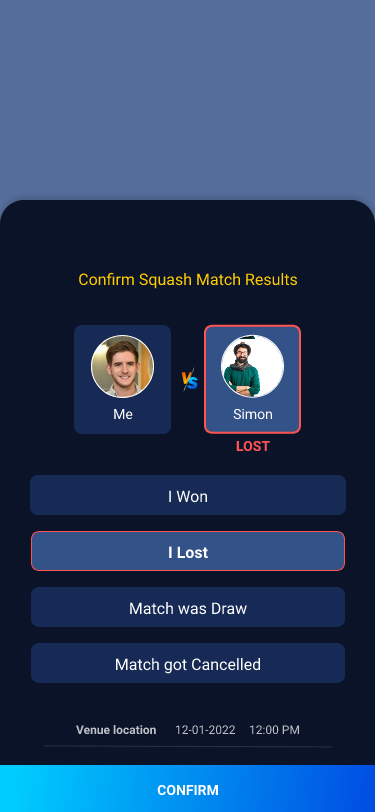 Confirm Squash Match Results
VS
Me
Simon
LOST
I Won
I Lost
Match was Draw
Match got Cancelled
Venue location 12-01-2022 12:00 PM
CONFIRM